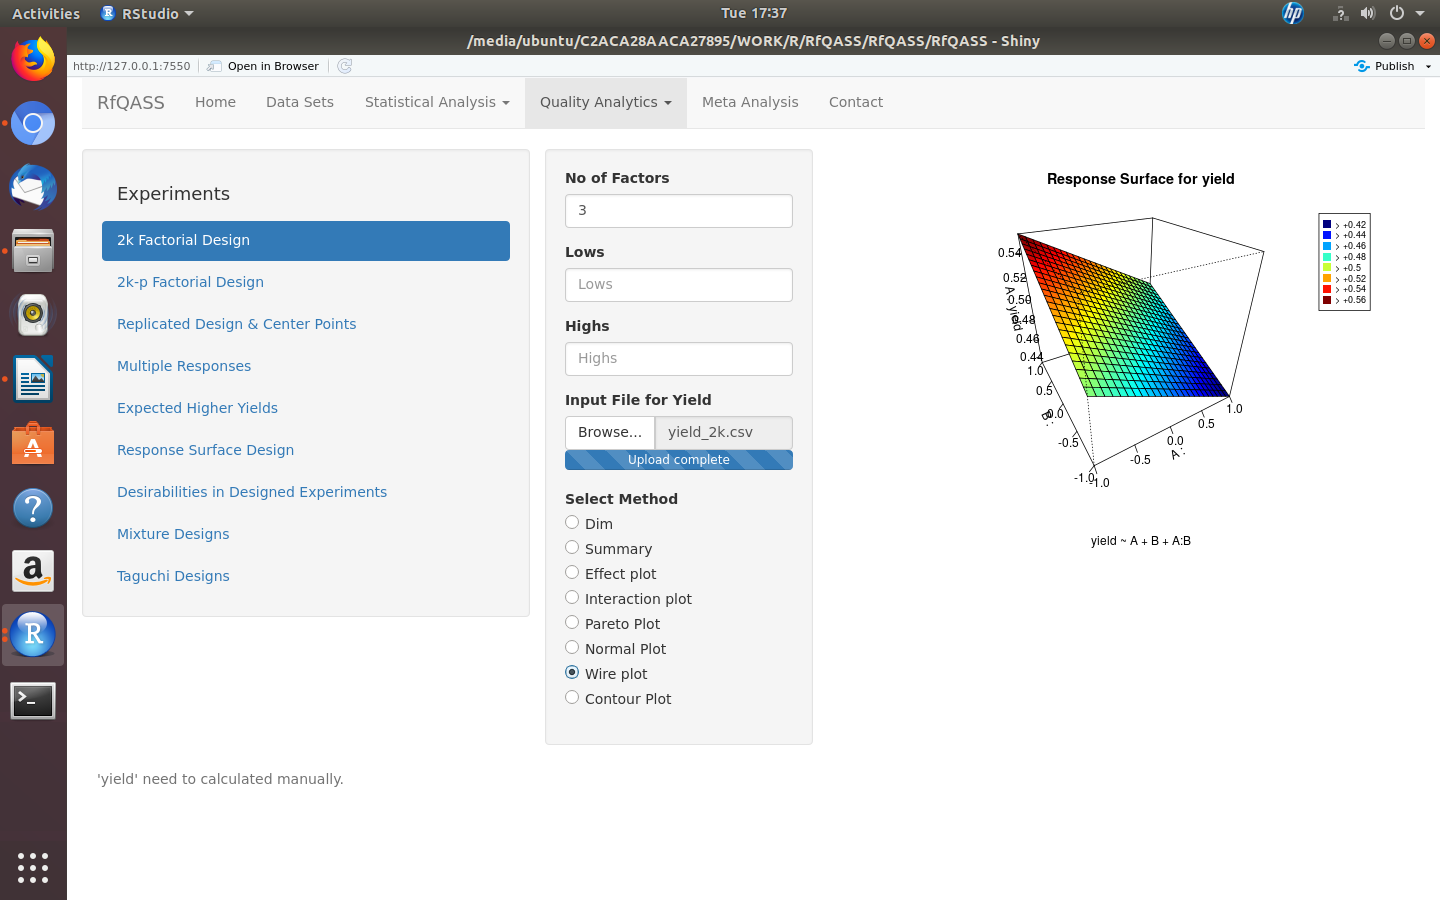 Activities
RStudio
Tue 17:37
/media/ubuntu/C2ACA28AACA27895/WORK/R/RfQASS/RfQASS/RfQASS - Shiny
http://127.0.0.1:7550
Open in Browser
Publish
RfQASS
Home
Data Sets
Statistical Analysis
Quality Analytics
Meta Analysis
Contact
Experiments
2k Factorial Design
2k-p Factorial Design
Replicated Design & Center Points
Multiple Responses
Expected Higher Yields
Response Surface Design
Desirabilities in Designed Experiments
Mixture Designs
Taguchi Designs
No of Factors
3
Lows
Lows
Highs
Highs
Input File for Yield
Browse...
yield_2k.csv
Upload complete
Select Method
Dim
Summary
Effect plot
Interaction plot
Pareto Plot
Normal Plot
Wire plot
Contour Plot
Response Surface for yield
> +0.42
> +0.44
> +0.46
> +0.48
> +0.5
> +0.52
> +0.54
> +0.56
0.54
0.52
0.50
0.48
0.46
0.44
yield
1.0
0.5
0.0
-0.5
-1.0
B :
-1.0
-0.5
0.0
0.5
1.0
A :
yield ~ A + B + A:B
'yield' need to calculated manually.
hp